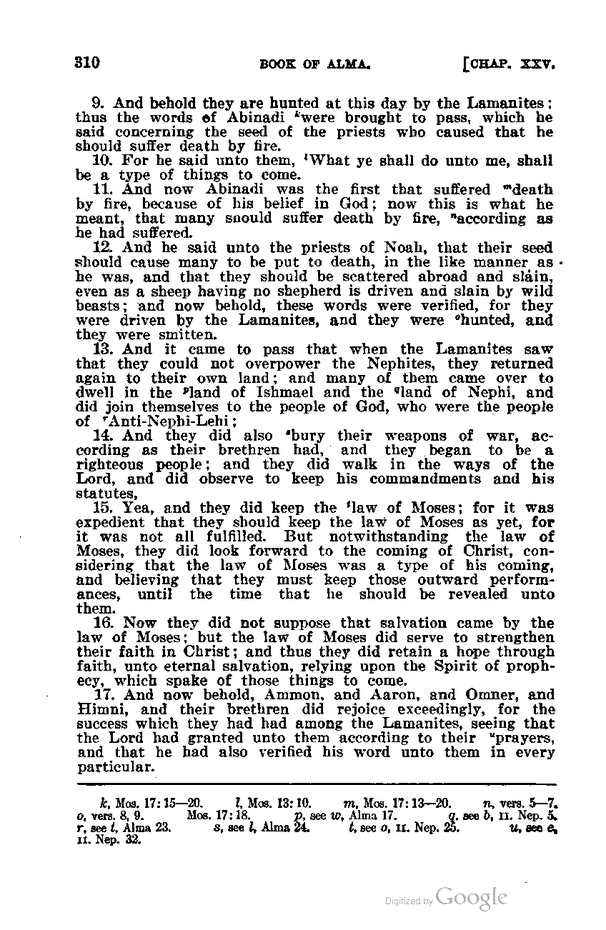 310 BOOK OF ALMA. [CHAP. XXV.
9. And behold they are hunted at this day by the Lamanites;
thus the words of Abinadi ᵏwere brought to pass, which he
said concerning the seed of the priests who caused that he
should suffer death by fire.
10. For he said unto them, ˡWhat ye shall do unto me, shall
be a type of things to come.
11. And now Abinadi was the first that suffered ᵐdeath
by fire, because of his belief in God; now this is what he
meant, that many should suffer death by fire, ⁿaccording as
he had suffered.
12. And he said unto the priests of Noah, that their seed
should cause many to be put to death, in the like manner as
he was, and that they should be scattered abroad and slain,
even as a sheep having no shepherd is driven and slain by wild
beasts; and now behold, these words were verified, for they
were driven by the Lamanites, and they were ᵒhunted, and
they were smitten.
13. And it came to pass that when the Lamanites saw
that they could not overpower the Nephites, they returned
again to their own land; and many of them came over to
dwell in the ᵖland of Ishmael and the qland of Nephi, and
did join themselves to the people of God, who were the people
of ʳAnti-Nephi-Lehi;
14. And they did also ˢbury their weapons of war, ac-
cording as their brethren had, and they began to be a
righteous people; and they did walk in the ways of the
Lord, and did observe to keep his commandments and his
statutes,
15. Yea, and they did keep the ᵗlaw of Moses; for it was
expedient that they should keep the law of Moses as yet, for
it was not all fulfilled. But notwithstanding the law of
Moses, they did look forward to the coming of Christ, con-
sidering that the law of Moses was a type of his coming,
and believing that they must keep those outward perform-
ances, until the time that he should be revealed unto
them.
16. Now they did not suppose that salvation came by the
law of Moses; but the law of Moses did serve to strengthen
their faith in Christ; and thus they did retain a hope through
faith, unto eternal salvation, relying upon the Spirit of proph-
ecy, which spake of those things to come.
17. And now behold, Ammon, and Aaron, and Omner, and
Himni, and their brethren did rejoice exceedingly, for the
success which they had had among the Lamanites, seeing that
the Lord had granted unto them according to their ᵘprayers,
and that he had also verified his word unto them in every
particular.
k, Mos. 17:15—20. l, Mos. 13:10. m, Mos. 17:13—20. n, vers. 5—7.
o, vers. 8, 9. Mos. 17:18. p, see w, Alma 17. q, see b, II. Nep. 5.
r, see t, Alma 23. s, see l, Alma 24. t, see o, II. Nep. 25. u, see e,
II. Nep. 32.
Digitized by Google